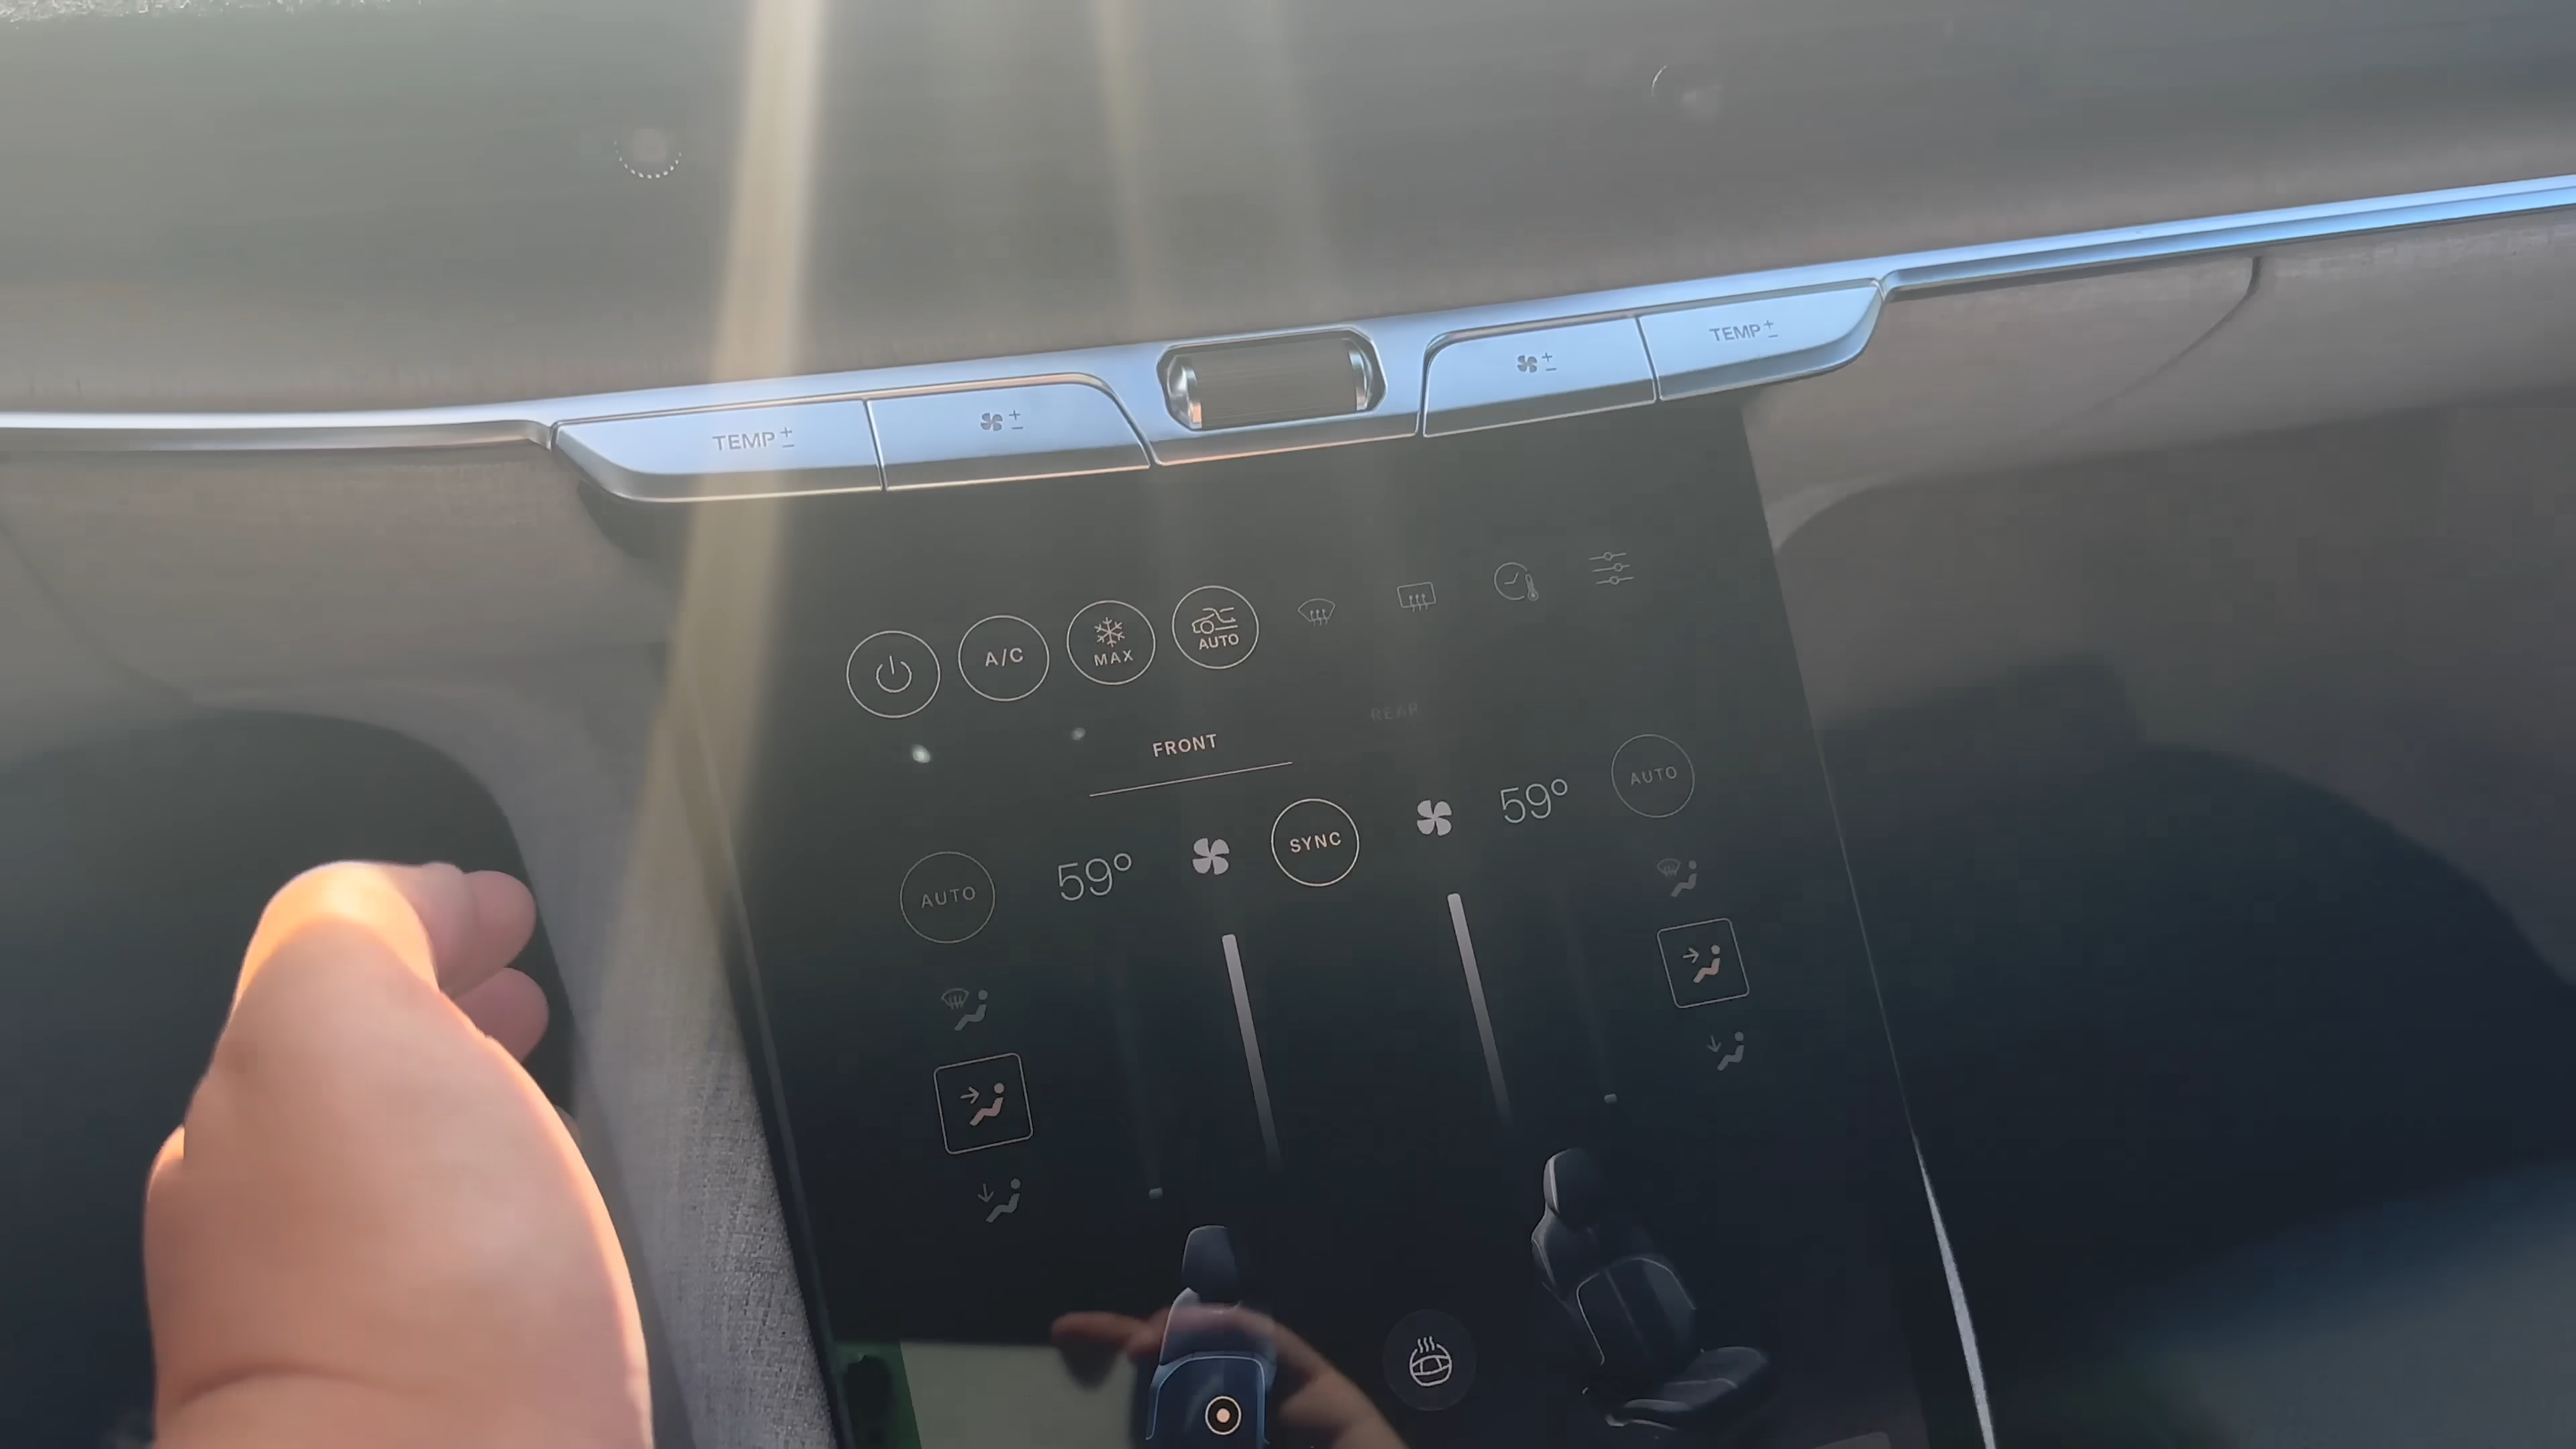 TEMP +-
+-
+-
TEMP +-
A/C
MAX
AUTO
FRONT
REAR
AUTO
59°
SYNC
59°
AUTO